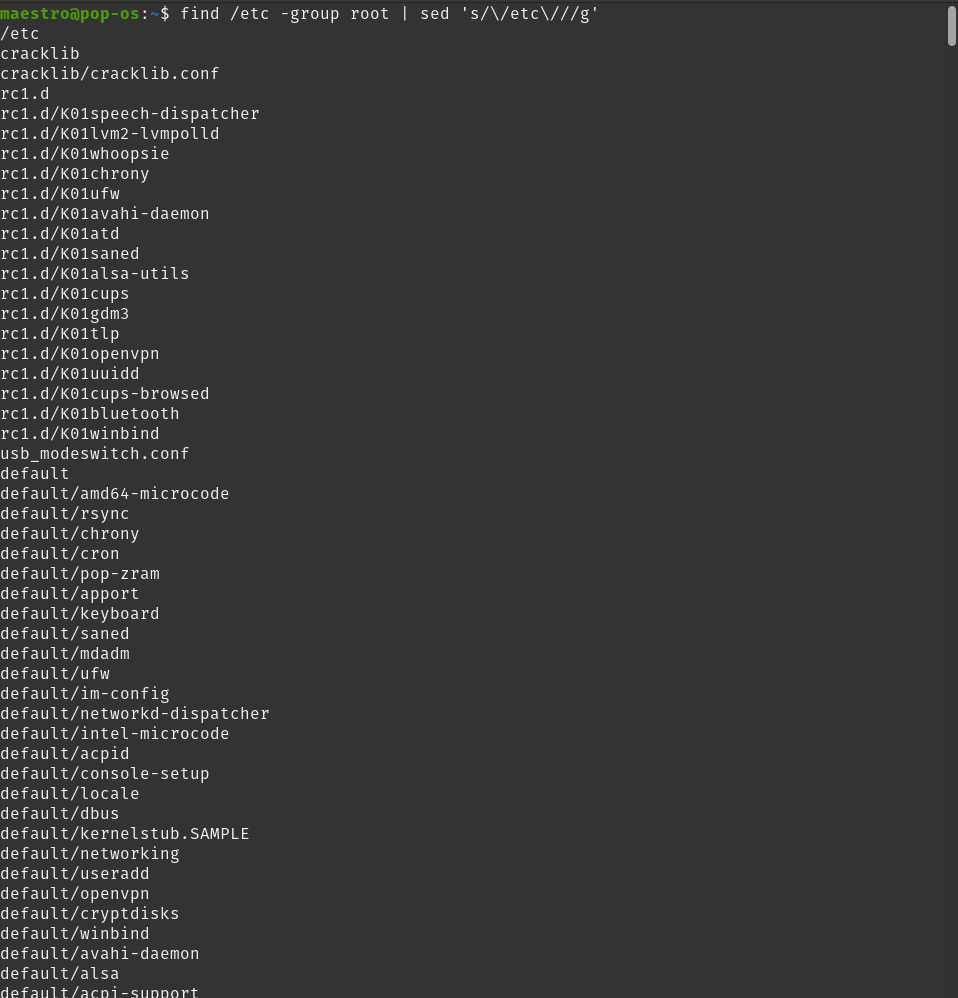 maestro@pop-os:~$ find /etc -group root | sed 's/\/etc\///g'
/etc
cracklib
cracklib/cracklib.conf
rc1.d
rc1.d/K01speech-dispatcher
rc1.d/K01lvm2-lvmpolld
rc1.d/K01whoopsie
rc1.d/K01chrony
rc1.d/K01ufw
rc1.d/K01avahi-daemon
rc1.d/K01atd
rc1.d/K01saned
rc1.d/K01alsa-utils
rc1.d/K01cups
rc1.d/K01gdm3
rc1.d/K01tlp
rc1.d/K01openvpn
rc1.d/K01uuidd
rc1.d/K01cups-browsed
rc1.d/K01bluetooth
rc1.d/K01winbind
usb_modeswitch.conf
default
default/amd64-microcode
default/rsync
default/chrony
default/cron
default/pop-zram
default/apport
default/keyboard
default/saned
default/mdadm
default/ufw
default/im-config
default/networkd-dispatcher
default/intel-microcode
default/acpid
default/console-setup
default/locale
default/dbus
default/kernelstub.SAMPLE
default/networking
default/useradd
default/openvpn
default/cryptdisks
default/winbind
default/avahi-daemon
default/alsa
default/acpi-support